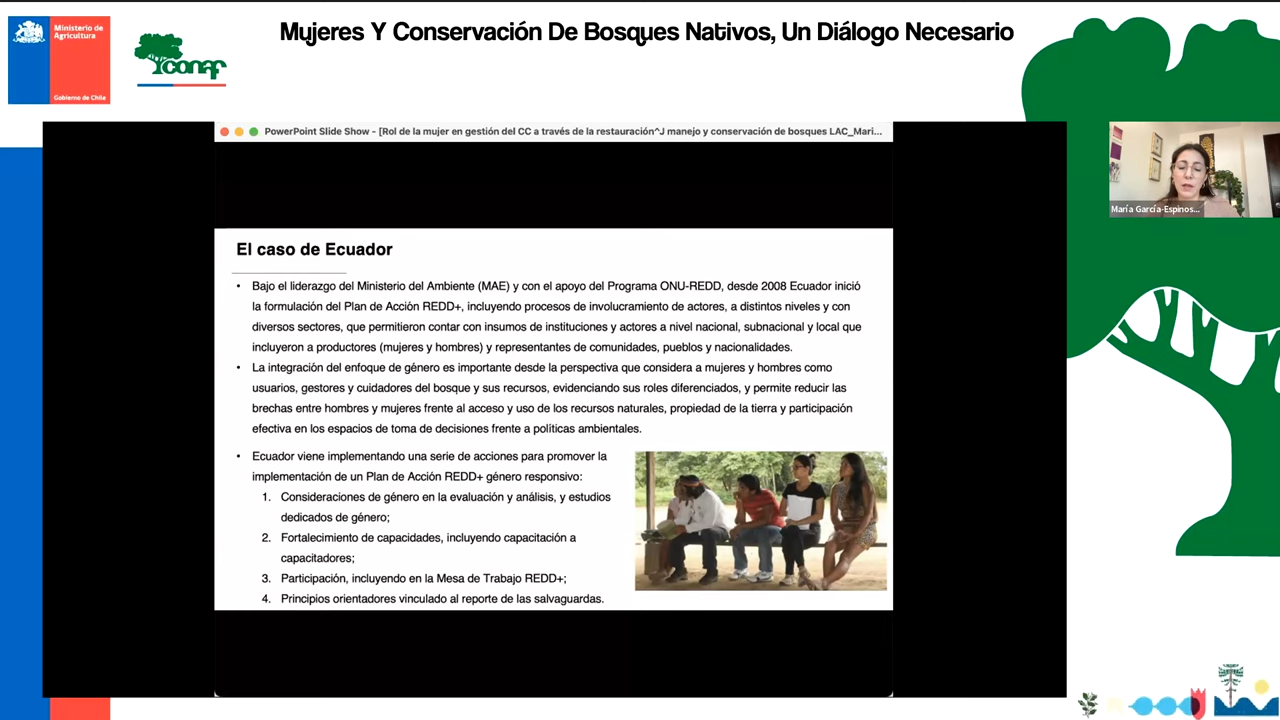 Mujeres Y Conservación De Bosques Nativos, Un Diálogo Necesario
Ministerio de
Agricultura
Gobierno de Chile
conaf
PowerPoint Slide Show - [Rol de la mujer en gestión del CC a través de la restauración^J manejo y conservación de bosques LAC_Mari...
María García-Espinos...
El caso de Ecuador
• Bajo el liderazgo del Ministerio del Ambiente (MAE) y con el apoyo del Programa ONU-REDD, desde 2008 Ecuador inició
la formulación del Plan de Acción REDD+, incluyendo procesos de involucramiento de actores, a distintos niveles y con
diversos sectores, que permitieron contar con insumos de instituciones y actores a nivel nacional, subnacional y local que
incluyeron a productores (mujeres y hombres) y representantes de comunidades, pueblos y nacionalidades.
• La integración del enfoque de género es importante desde la perspectiva que considera a mujeres y hombres como
usuarios, gestores y cuidadores del bosque y sus recursos, evidenciando sus roles diferenciados, y permite reducir las
brechas entre hombres y mujeres frente al acceso y uso de los recursos naturales, propiedad de la tierra y participación
efectiva en los espacios de toma de decisiones frente a políticas ambientales.
• Ecuador viene implementando una serie de acciones para promover la
implementación de un Plan de Acción REDD+ género responsivo:
1. Consideraciones de género en la evaluación y análisis, y estudios
dedicados de género;
2. Fortalecimiento de capacidades, incluyendo capacitación a
capacitadores;
3. Participación, incluyendo en la Mesa de Trabajo REDD+;
4. Principios orientadores vinculado al reporte de las salvaguardas.